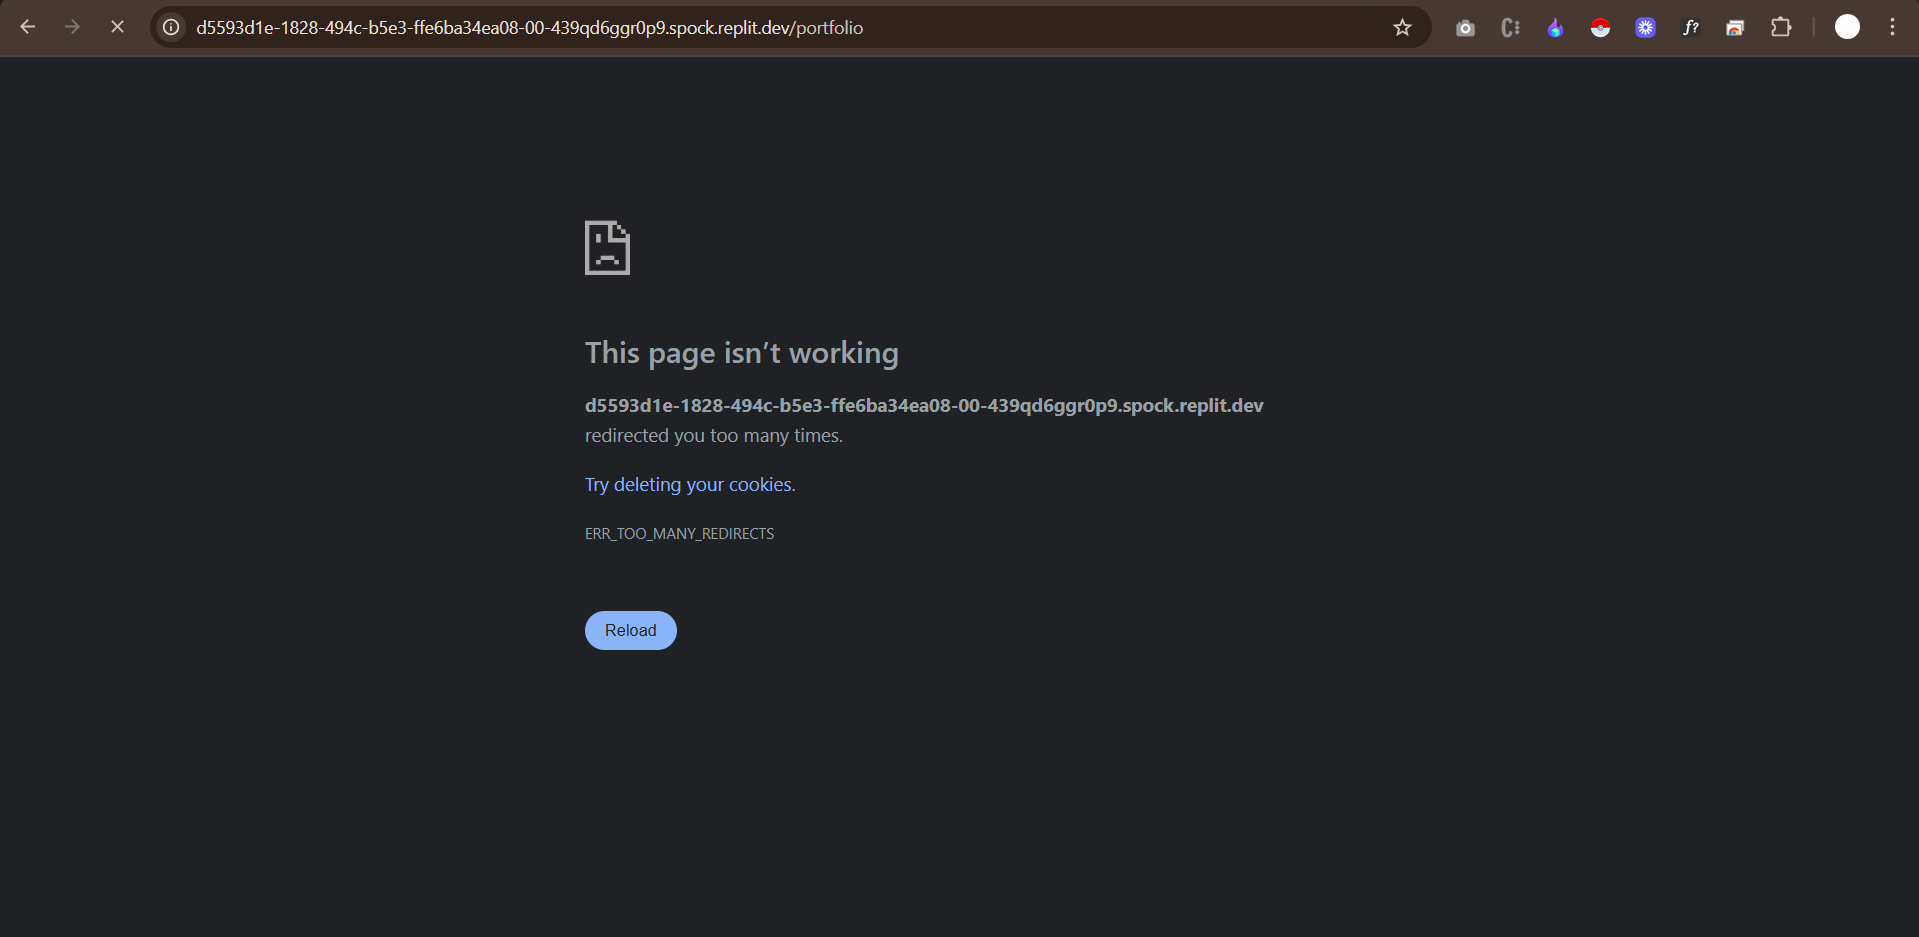 d5593d1e-1828-494c-b5e3-ffe6ba34ea08-00-439qd6ggr0p9.spock.replit.dev/portfolio
f?
This page isn’t working
d5593d1e-1828-494c-b5e3-ffe6ba34ea08-00-439qd6ggr0p9.spock.replit.dev
redirected you too many times.
Try deleting your cookies.
ERR_TOO_MANY_REDIRECTS
Reload